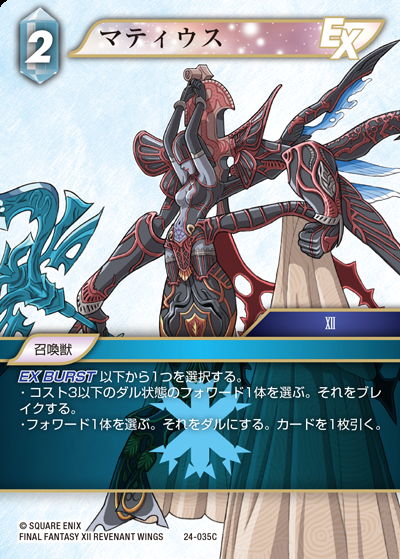 2
マティウス
EX
XII
召喚獣
EX BURST 以下から1つを選択する。
・コスト3以下のダル状態のフォワード1体を選ぶ。それをブレ
イクする。
・フォワード1体を選ぶ。それをダルにする。カードを1枚引く。
© SQUARE ENIX
FINAL FANTASY XII REVENANT WINGS 24-035C